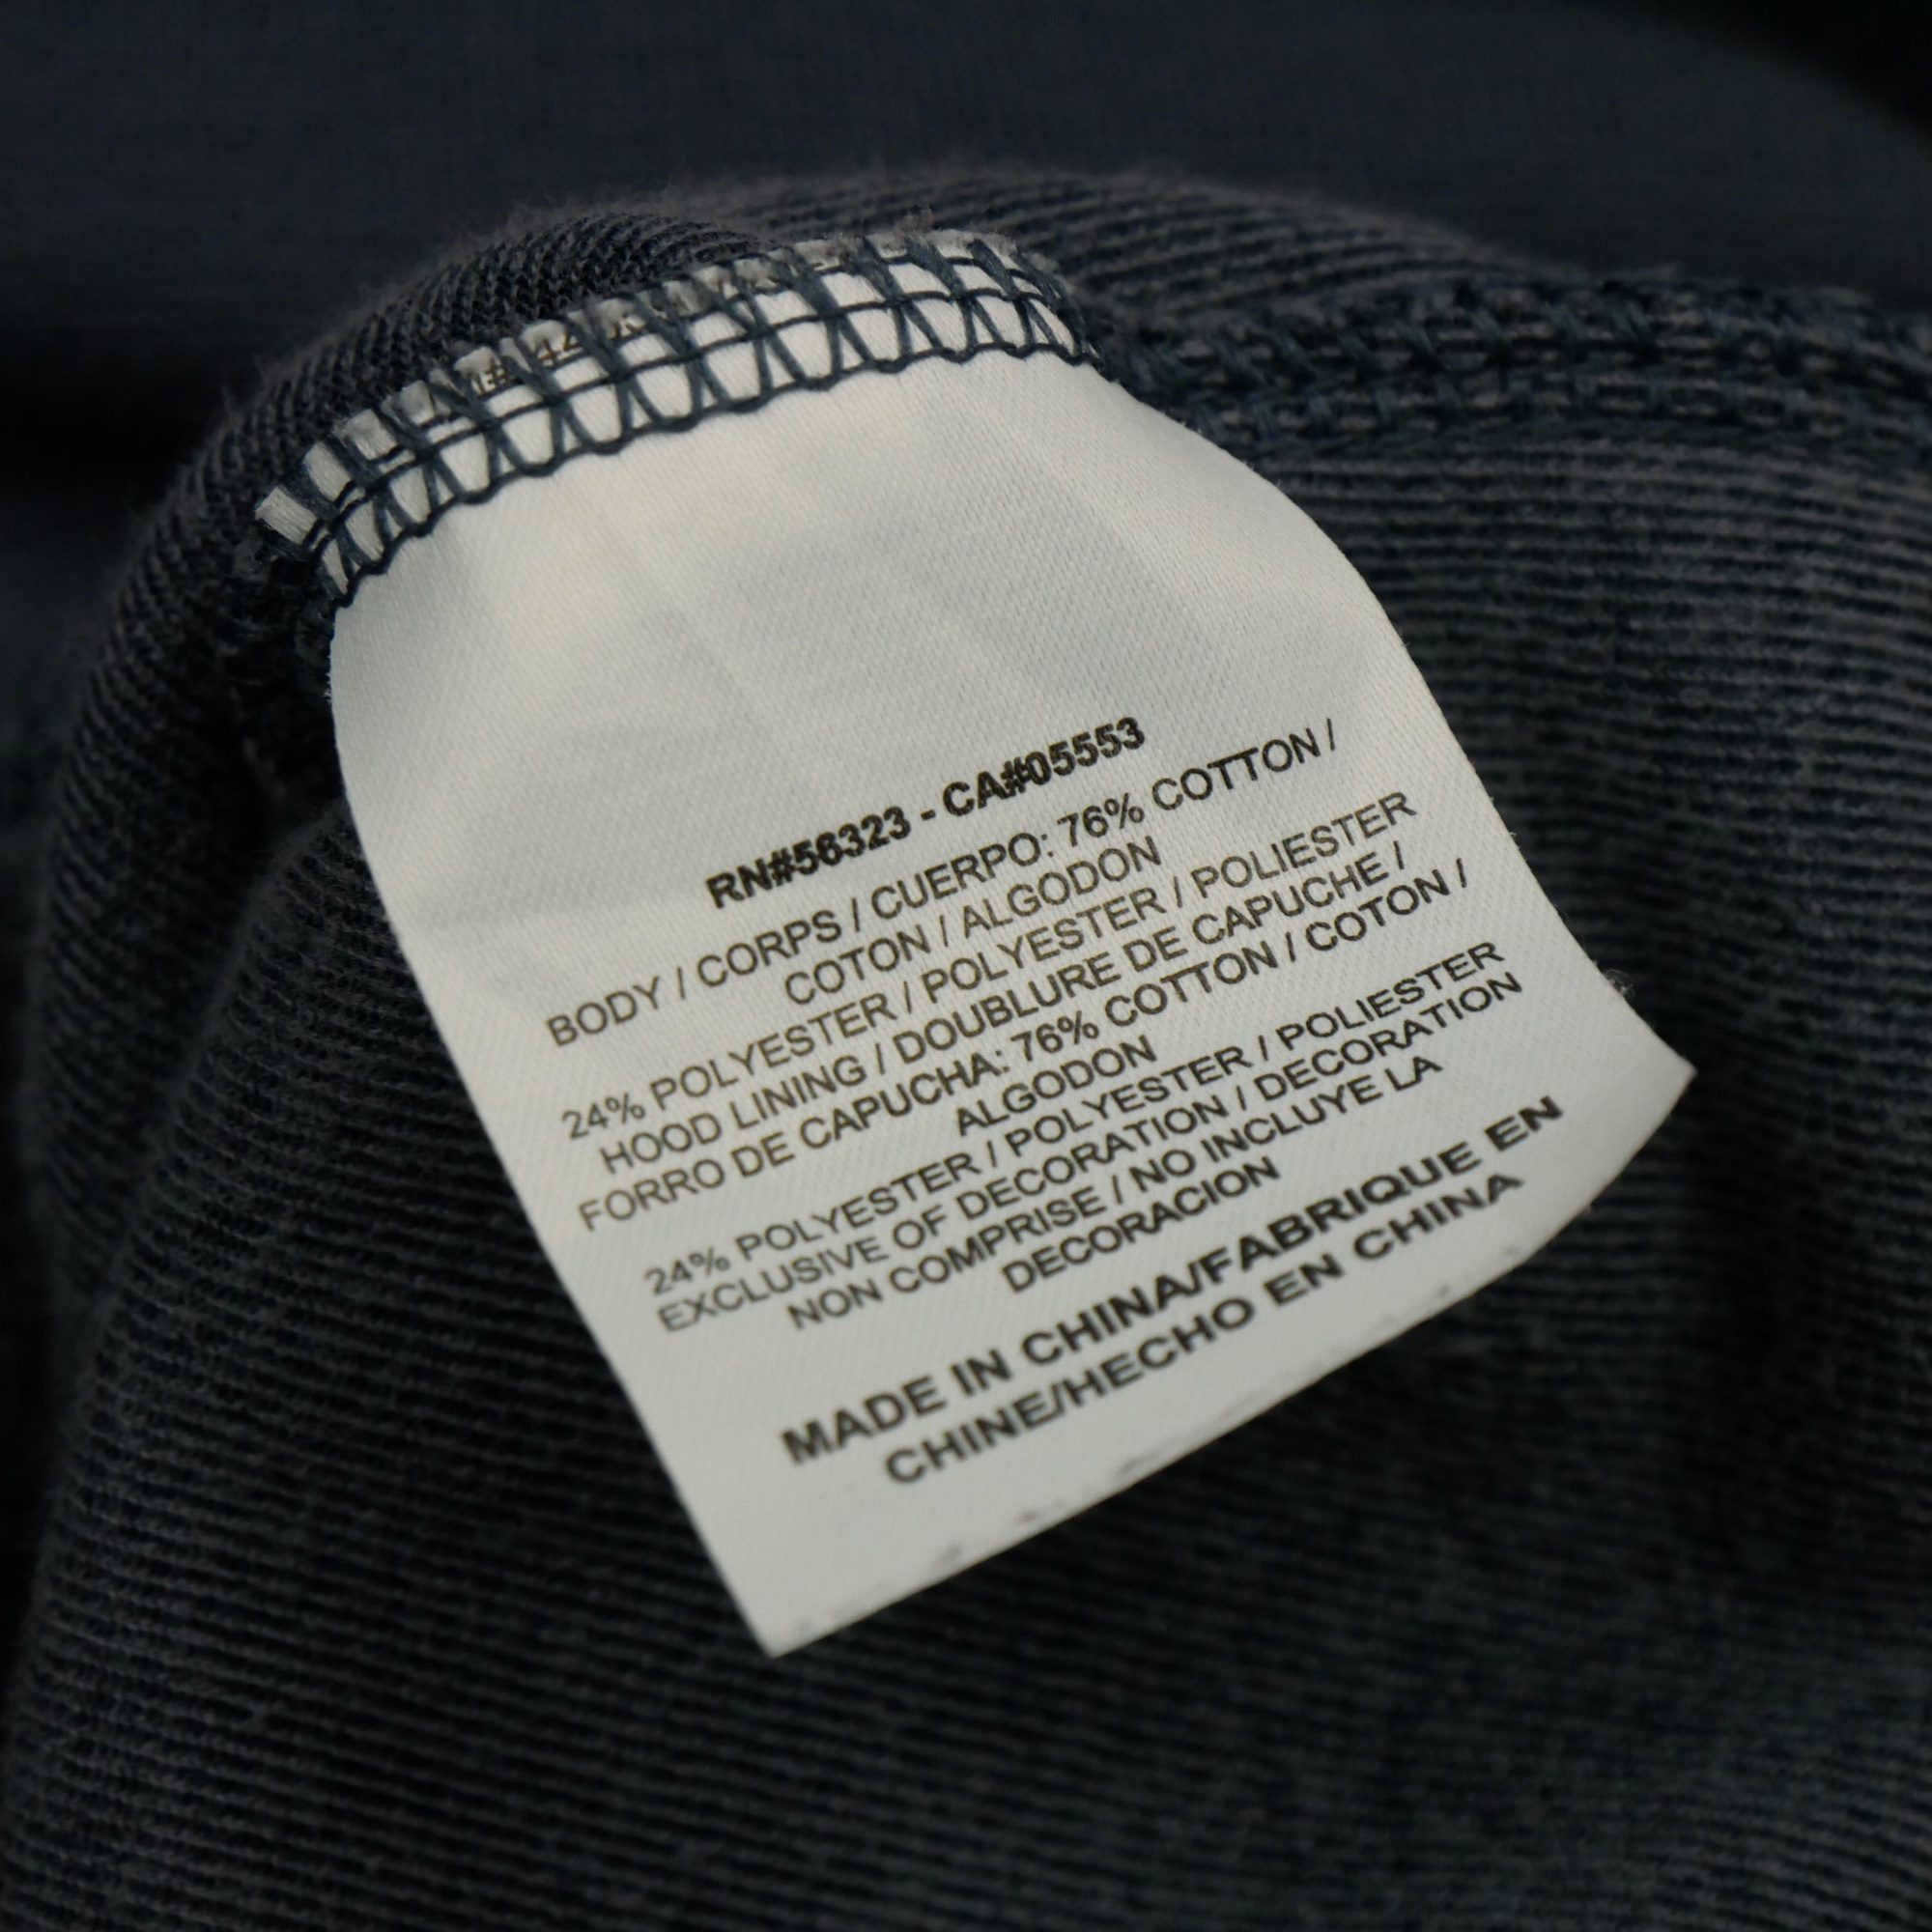 RN#56323 - CA#05553
BODY / CORPS / CUERPO: 76% COTTON /
COTON / ALGODON
24% POLYESTER / POLYESTER / POLIESTER
HOOD LINING / DOUBLURE DE CAPUCHE /
FORRO DE CAPUCHA: 76% COTTON / COTON /
ALGODON
24% POLYESTER / POLYESTER / POLIESTER
EXCLUSIVE OF DECORATION / DECORATION
NON COMPRISE / NO INCLUYE LA
DECORACION
MADE IN CHINA/FABRIQUE EN
CHINE/HECHO EN CHINA